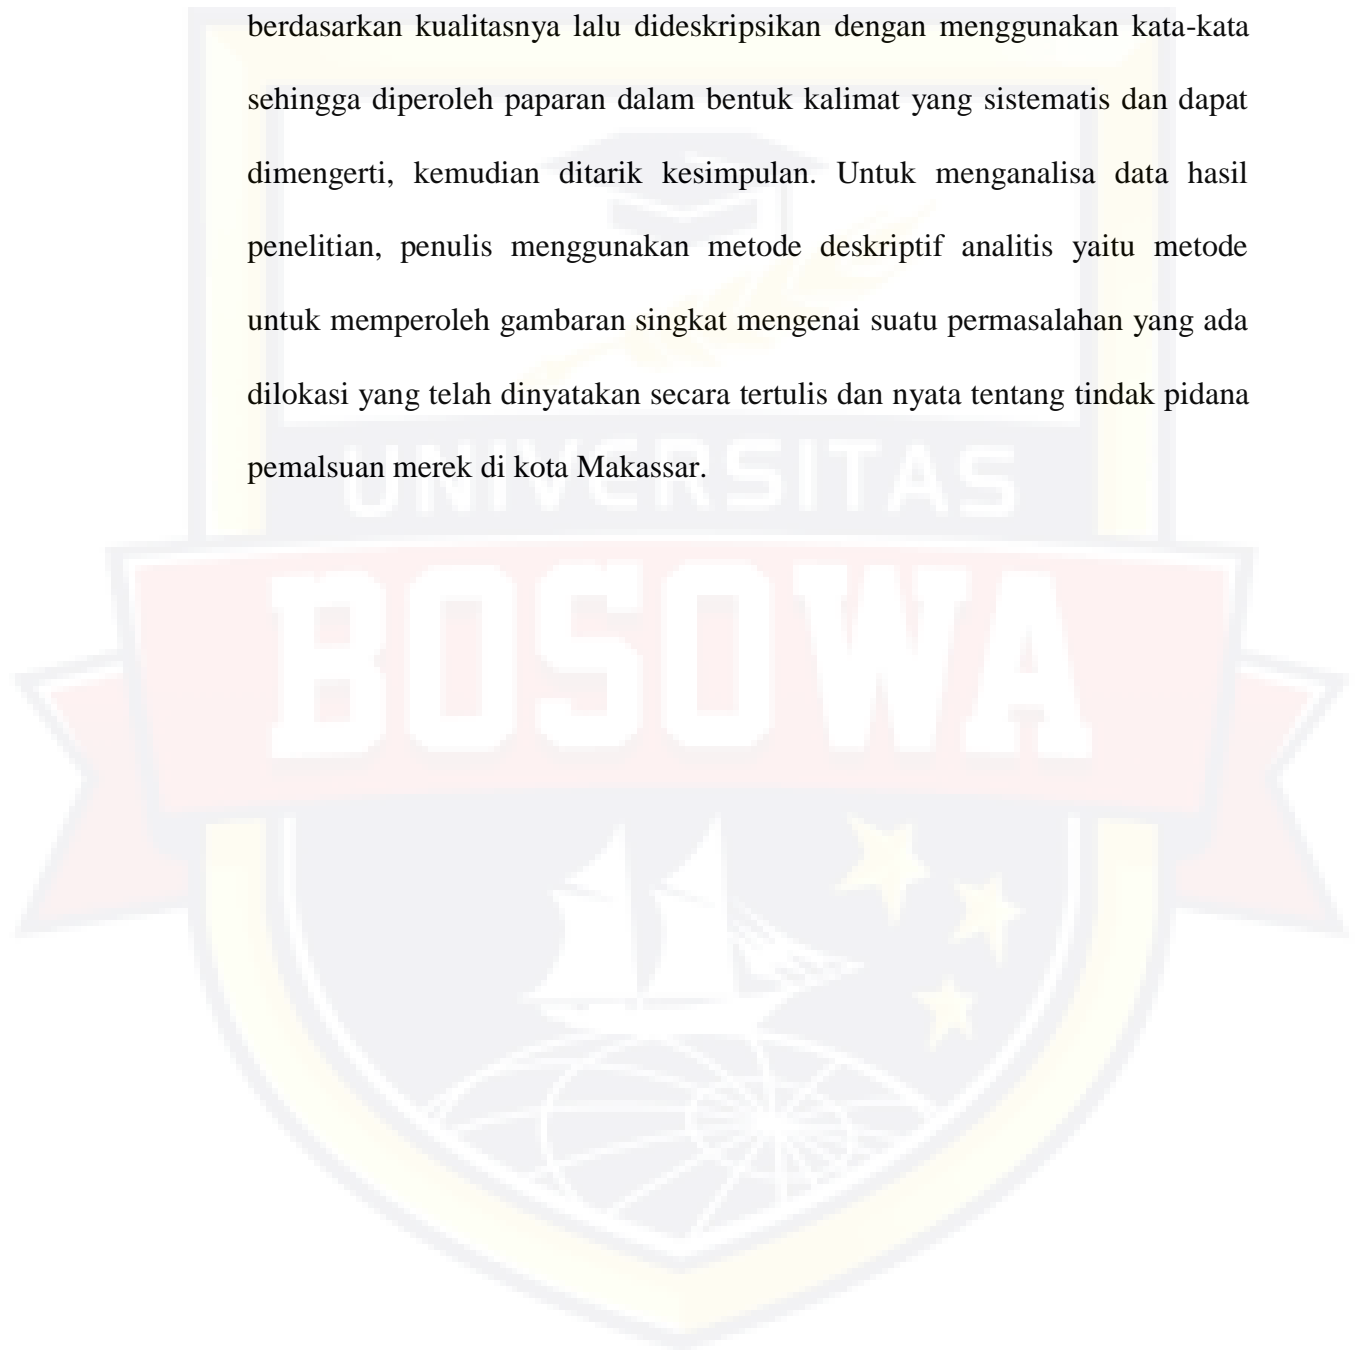 berdasarkan kualitasnya lalu dideskripsikan dengan menggunakan kata-kata
sehingga diperoleh paparan dalam bentuk kalimat yang sistematis dan dapat
dimengerti, kemudian ditarik kesimpulan. Untuk menganalisa data hasil
penelitian, penulis menggunakan metode deskriptif analitis yaitu metode
untuk memperoleh gambaran singkat mengenai suatu permasalahan yang ada
dilokasi yang telah dinyatakan secara tertulis dan nyata tentang tindak pidana
pemalsuan merek di kota Makassar.
UNIVERSITAS
BOSOWA